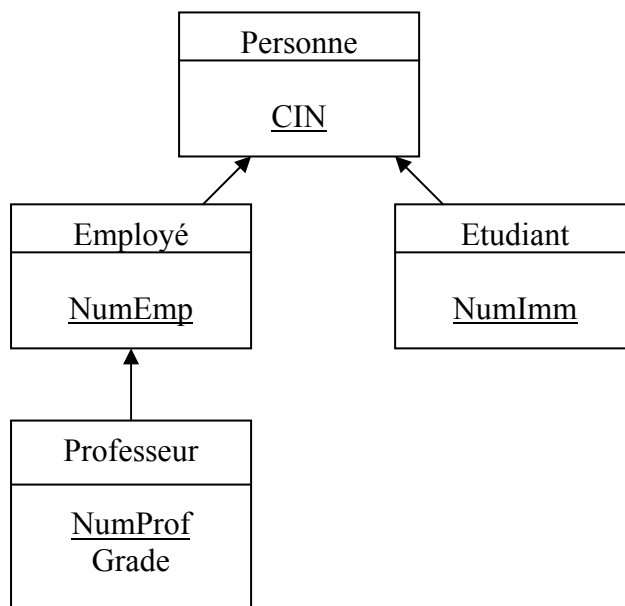 Personne
CIN
Employé
NumEmp
Etudiant
NumImm
Professeur
NumProf
Grade